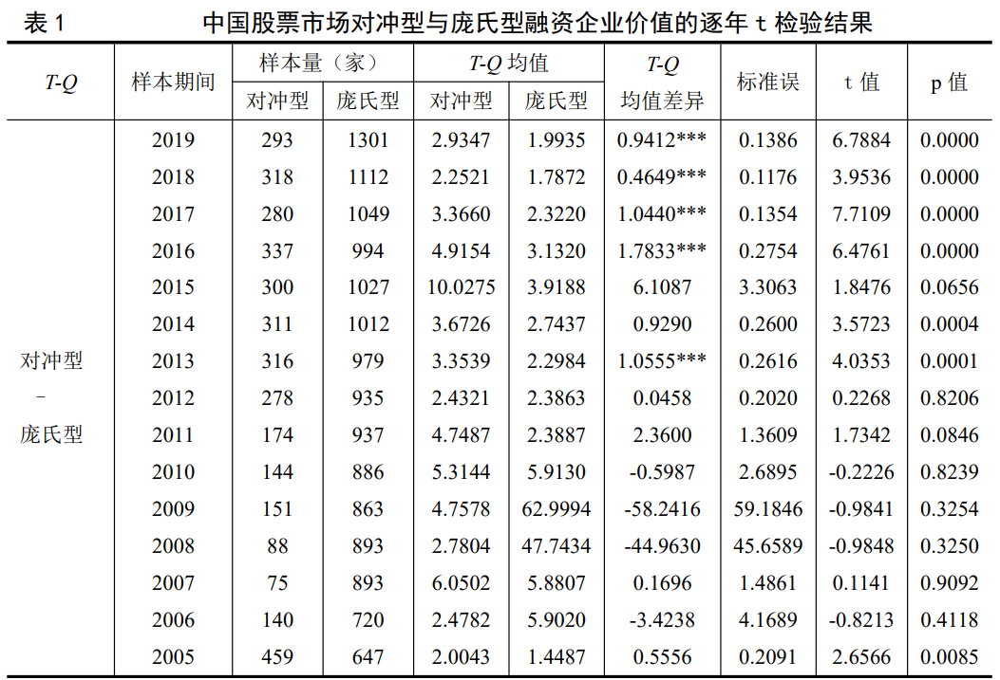 表 1 中国股票市场对冲型与庞氏型融资企业价值的逐年 t 检验结果
T-Q 样本期间 样本量（家） T-Q 均值 T-Q 均值差异 标准误 t 值 p 值
对冲型 庞氏型 对冲型 庞氏型
2019 293 1301 2.9347 1.9935 0.9412*** 0.1386 6.7884 0.0000
2018 318 1112 2.2521 1.7872 0.4649*** 0.1176 3.9536 0.0000
2017 280 1049 3.3660 2.3220 1.0440*** 0.1354 7.7109 0.0000
2016 337 994 4.9154 3.1320 1.7833*** 0.2754 6.4761 0.0000
2015 300 1027 10.0275 3.9188 6.1087 3.3063 1.8476 0.0656
2014 311 1012 3.6726 2.7437 0.9290 0.2600 3.5723 0.0004
对冲型 2013 316 979 3.3539 2.2984 1.0555*** 0.2616 4.0353 0.0001
- 2012 278 935 2.4321 2.3863 0.0458 0.2020 0.2268 0.8206
庞氏型 2011 174 937 4.7487 2.3887 2.3600 1.3609 1.7342 0.0846
2010 144 886 5.3144 5.9130 -0.5987 2.6895 -0.2226 0.8239
2009 151 863 4.7578 62.9994 -58.2416 59.1846 -0.9841 0.3254
2008 88 893 2.7804 47.7434 -44.9630 45.6589 -0.9848 0.3250
2007 75 893 6.0502 5.8807 0.1696 1.4861 0.1141 0.9092
2006 140 720 2.4782 5.9020 -3.4238 4.1689 -0.8213 0.4118
2005 459 647 2.0043 1.4487 0.5556 0.2091 2.6566 0.0085